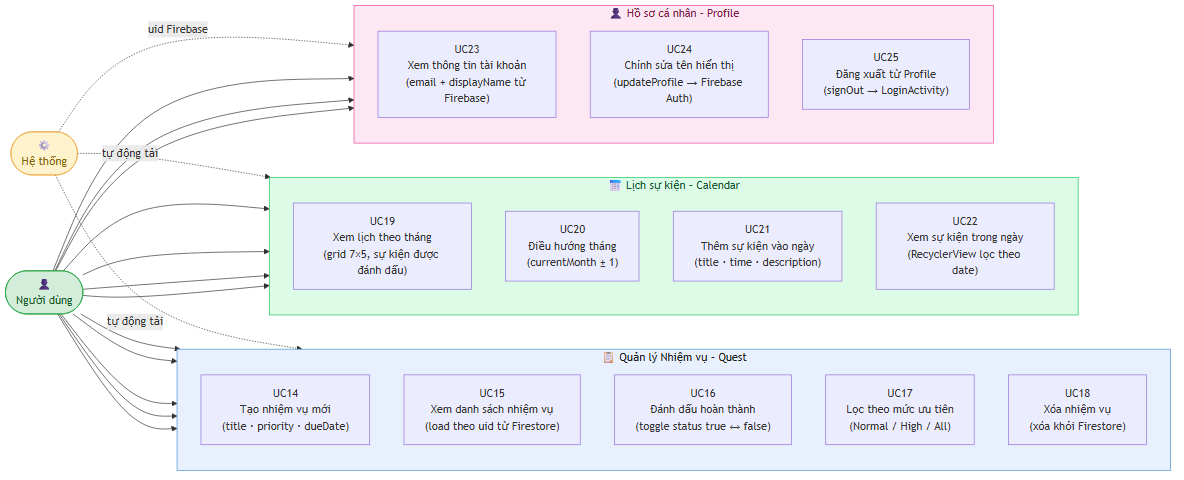 Hồ sơ cá nhân - Profile
uid Firebase
UC23
Xem thông tin tài khoản
(email + displayName từ
Firebase)
UC24
Chỉnh sửa tên hiển thị
(updateProfile → Firebase
Auth)
UC25
Đăng xuất từ Profile
(signOut → LoginActivity)
Hệ thống
tự động tải
Lịch sự kiện - Calendar
UC19
Xem lịch theo tháng
(grid 7×5, sự kiện được
đánh dấu)
UC20
Điều hướng tháng
(currentMonth ± 1)
UC21
Thêm sự kiện vào ngày
(title · time · description)
UC22
Xem sự kiện trong ngày
(RecyclerView lọc theo
date)
Người dùng
tự động tải
Quản lý Nhiệm vụ - Quest
UC14
Tạo nhiệm vụ mới
(title · priority · dueDate)
UC15
Xem danh sách nhiệm vụ
(load theo uid từ Firestore)
UC16
Đánh dấu hoàn thành
(toggle status true ↔ false)
UC17
Lọc theo mức ưu tiên
(Normal / High / All)
UC18
Xóa nhiệm vụ
(xóa khỏi Firestore)